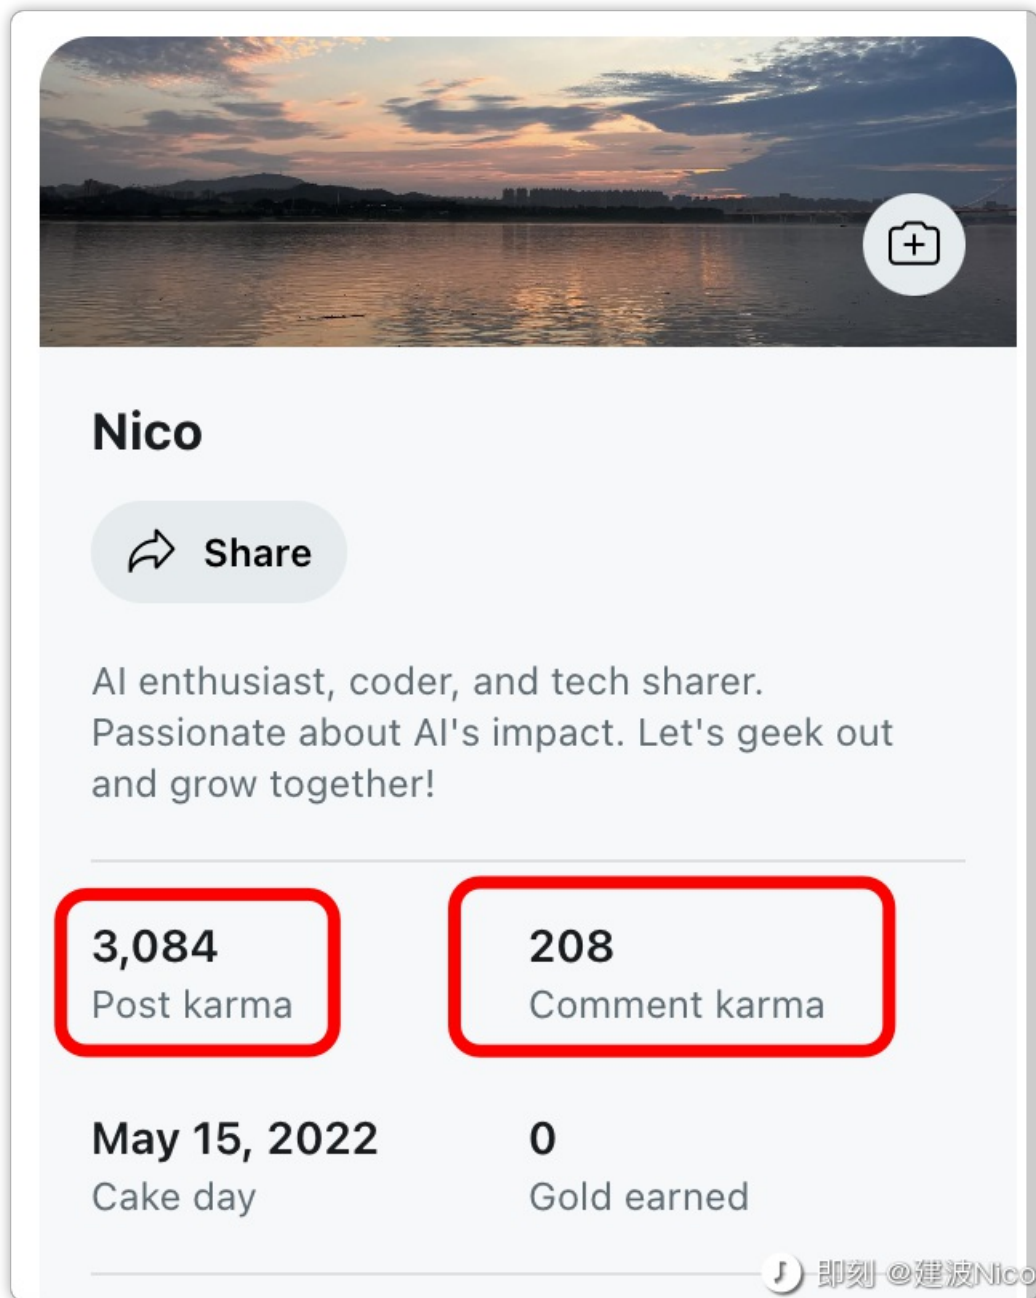 Nico
Share
AI enthusiast, coder, and tech sharer.
Passionate about AI's impact. Let's geek out
and grow together!
3,084
208
Post karma
Comment karma
May 15, 2022
0
Cake day
Gold earned
即刻 @建波Nico